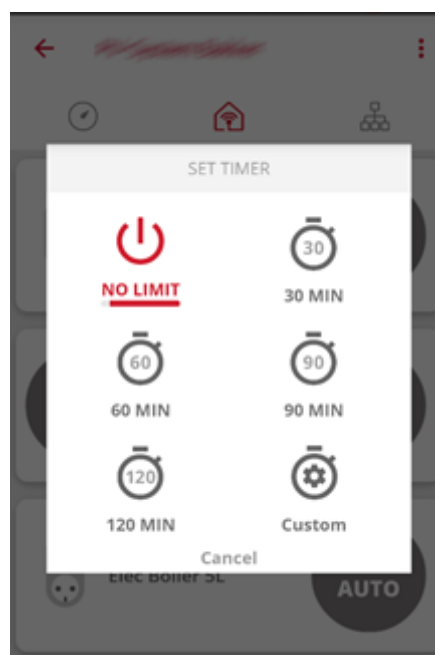 SET TIMER
NO LIMIT
30
30 MIN
60
60 MIN
90
90 MIN
120
120 MIN
Custom
Cancel
Elec Boiler 5L
AUTO